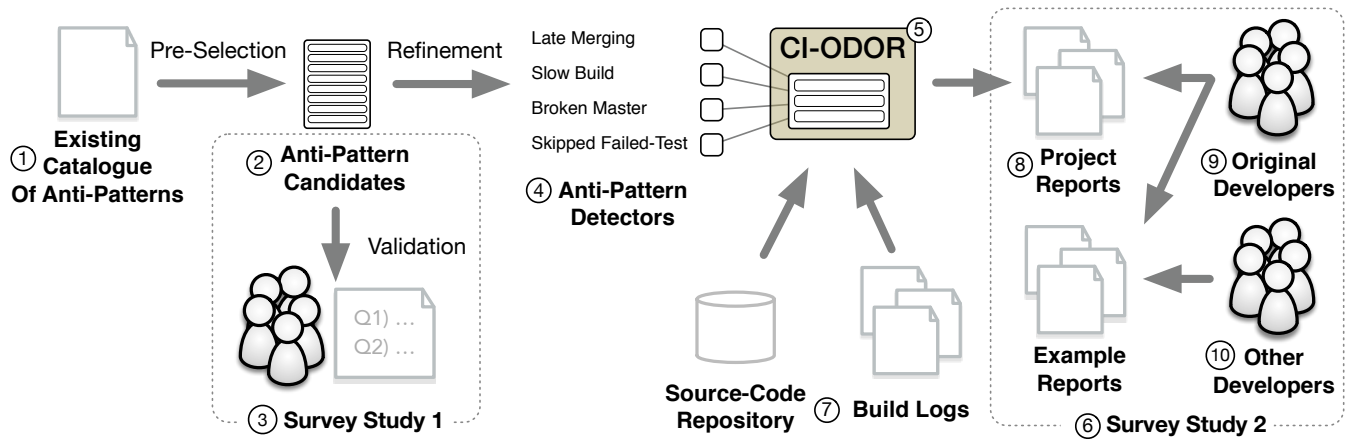 Pre-Selection
Refinement
① Existing
Catalogue
Of Anti-Patterns
② Anti-Pattern
Candidates
Validation
Q1) ...
Q2) ...
③ Survey Study 1
Late Merging
Slow Build
Broken Master
Skipped Failed-Test
④ Anti-Pattern
Detectors
CI-ODOR ⑤
Source-Code
Repository
⑦ Build Logs
⑧ Project
Reports
⑨ Original
Developers
Example
Reports
⑩ Other
Developers
⑥ Survey Study 2